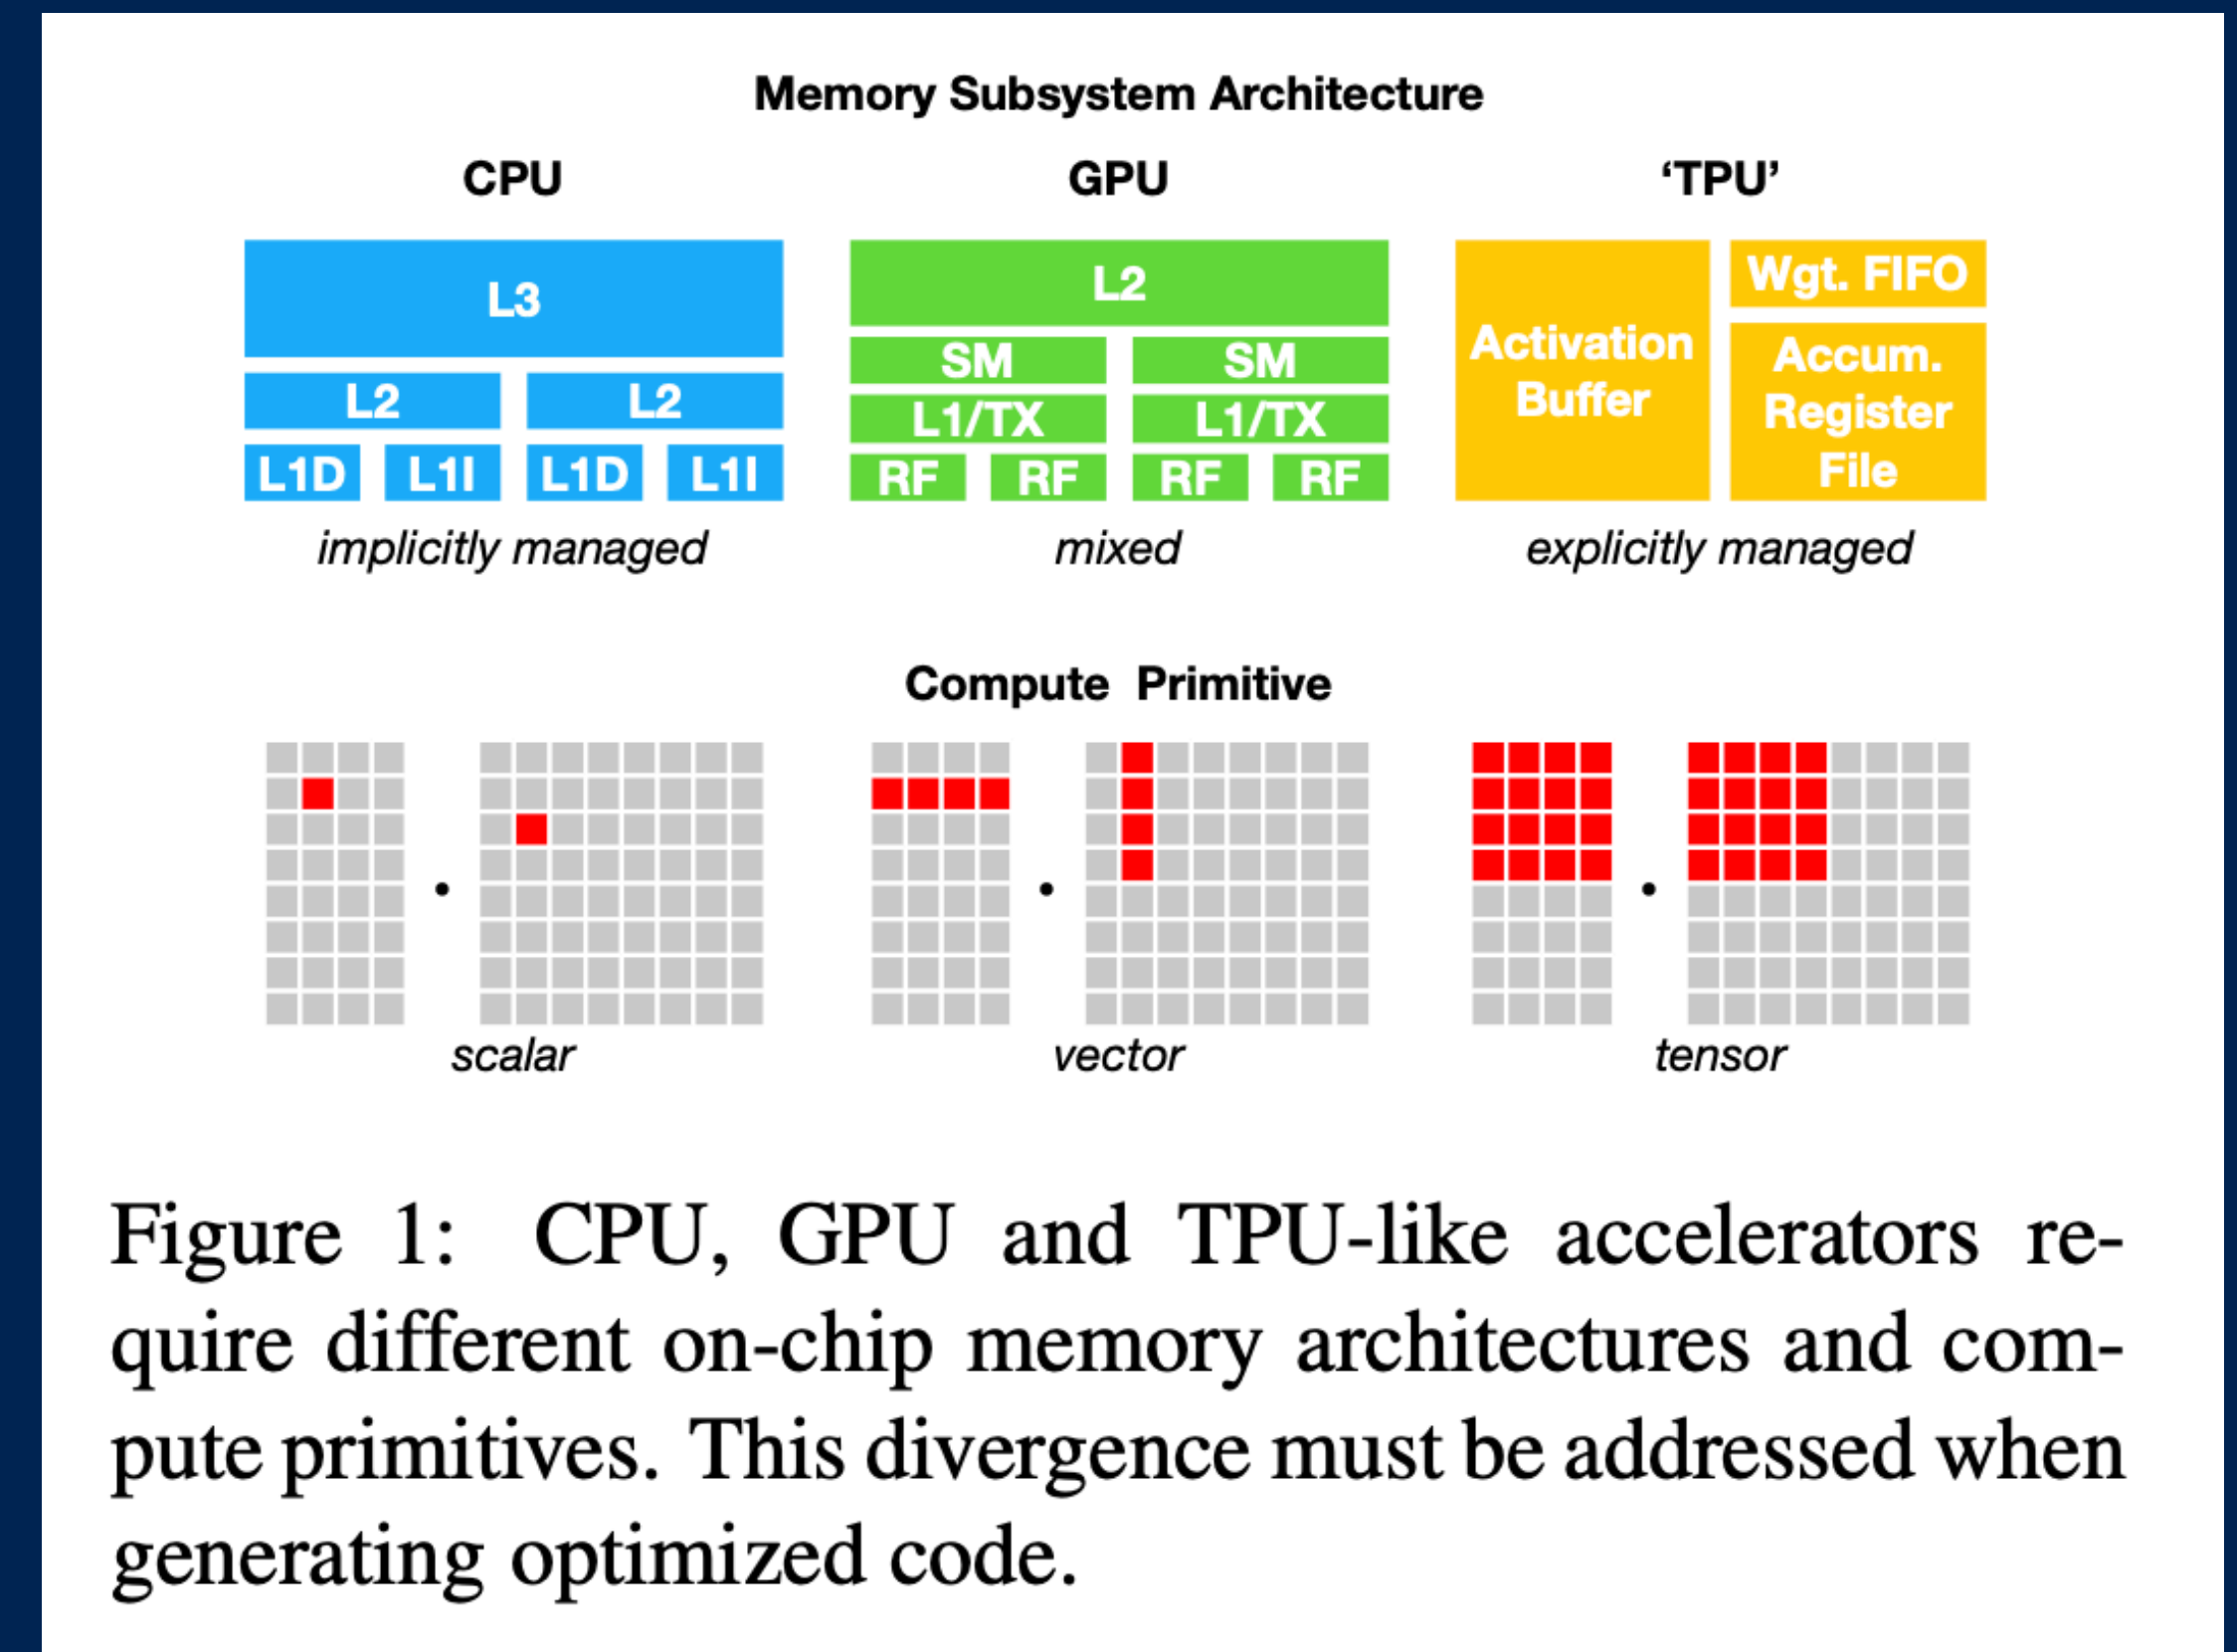 Memory Subsystem Architecture
CPU
GPU
‘TPU’
L3
L2 L2
L1D L1I L1D L1I
implicitly managed
L2
SM SM
L1/TX L1/TX
RF RF RF RF
mixed
Activation
Buffer
Wgt. FIFO
Accum.
Register
File
explicitly managed
Compute Primitive
scalar
vector
tensor
Figure 1: CPU, GPU and TPU-like accelerators re-
quire different on-chip memory architectures and com-
pute primitives. This divergence must be addressed when
generating optimized code.